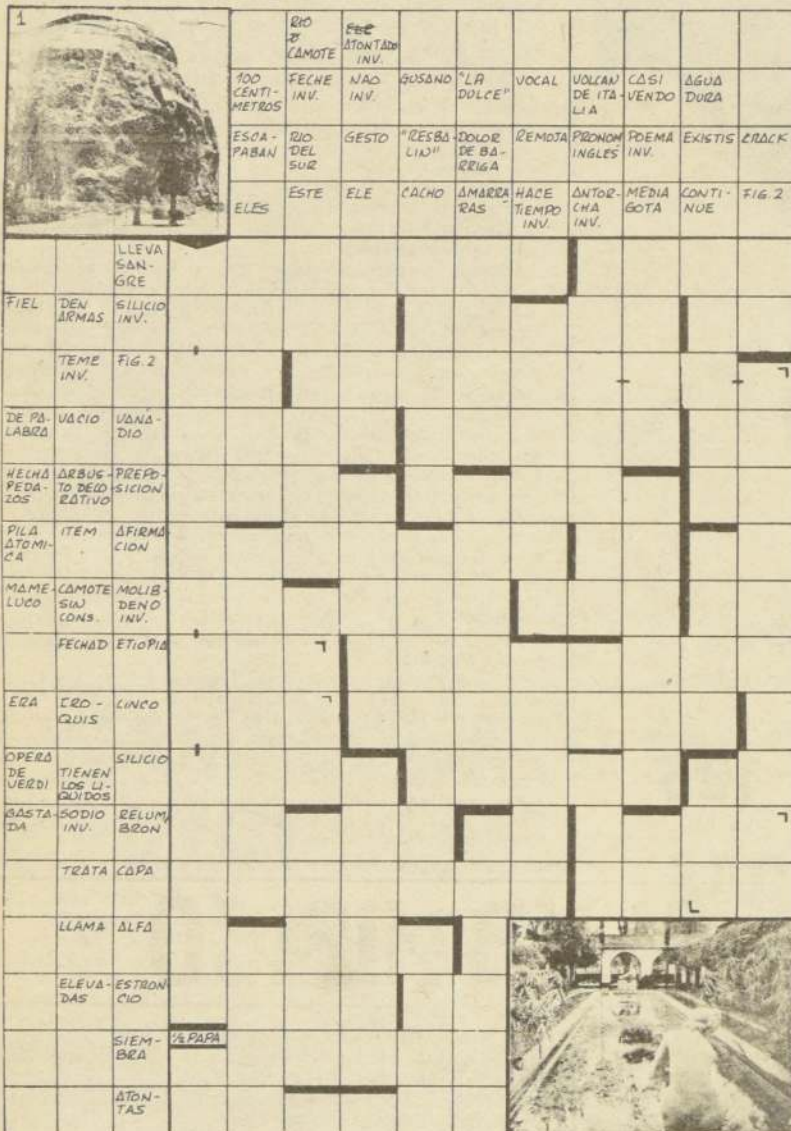 1
RIO
O
CAMOTE
ATONTADO
INV.
100
CENTI-
METROS
FECHE
INV.
NAO
INV.
GUSANO
"LA
DULCE"
VOCAL
VOLCAN
DE ITA-
LIA
CASI
VENDO
AGUA
DURA
ESCA-
PABAN
RIO
DEL
SUR
GESTO
"RESBA-
LIN"
DOLOR
DE BA-
RRIGA
REMOJA
PRONOM
INGLES
POEMA
INV.
EXISTIS
CRACK
ELES
ESTE
ELE
CACHO
AMARRA
RAS
HACE
TIEMPO
INV.
ANTOR-
CHA
INV.
MEDIA
GOTA
CONTI-
NUE
FIG. 2
LLEVA
SAN-
GRE
FIEL
DEN
ARMAS
SILICIO
INV.
TEME
INV.
FIG. 2
DE PA-
LABRA
VACIO
VANA-
DIO
HECHA
PEDA-
ZOS
ARBUS-
TO DECO
RATIVO
PREPO-
SICION
PILA
ATOMI-
CA
ITEM
AFIRMA-
CION
MAME-
LUCO
CAMOTE
SIN
CONS.
MOLIB-
DENO
INV.
FECHAD
ETIOPIA
ERA
CRO-
QUIS
LINCO
OPERA
DE
VERDI
TIENEN
LOS LI-
QUIDOS
SILICIO
GASTA-
DA
SODIO
INV.
RELUM
BRON
TRATA
CAPA
LLAMA
ALFA
ELEVA-
DAS
ESTRON
CIO
SIEM-
BRA
½ PAPA
ATON-
TAS